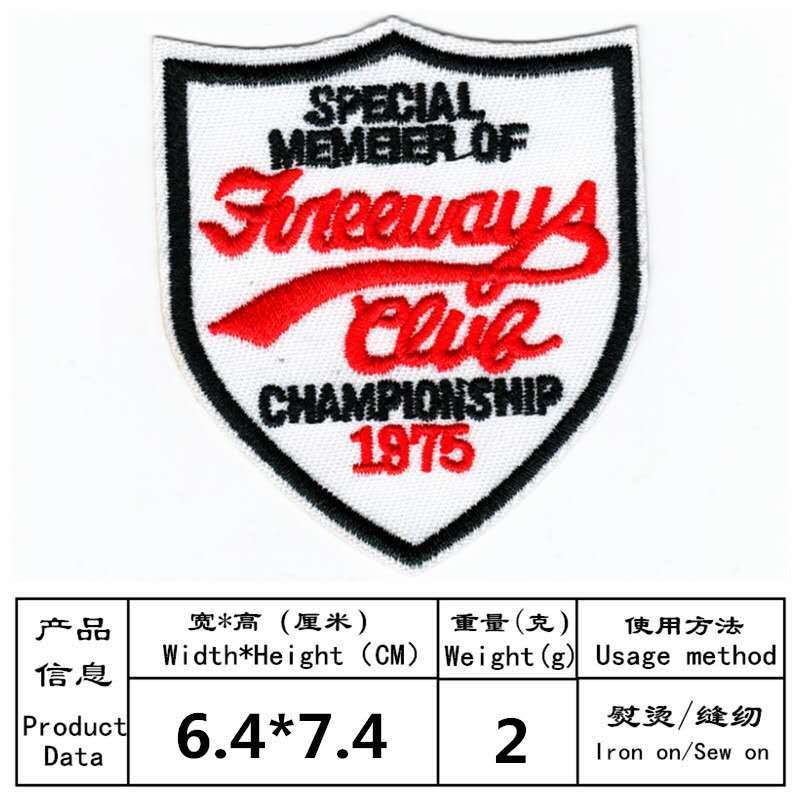 SPECIAL
MEMBER OF
Freeways
Club
CHAMPIONSHIP
1975
产品
信息
Product
Data
宽*高 (厘米)
Width*Height (CM)
6.4*7.4
重量(克)
Weight(g)
2
使用方法
Usage method
熨烫/缝纫
Iron on/Sew on